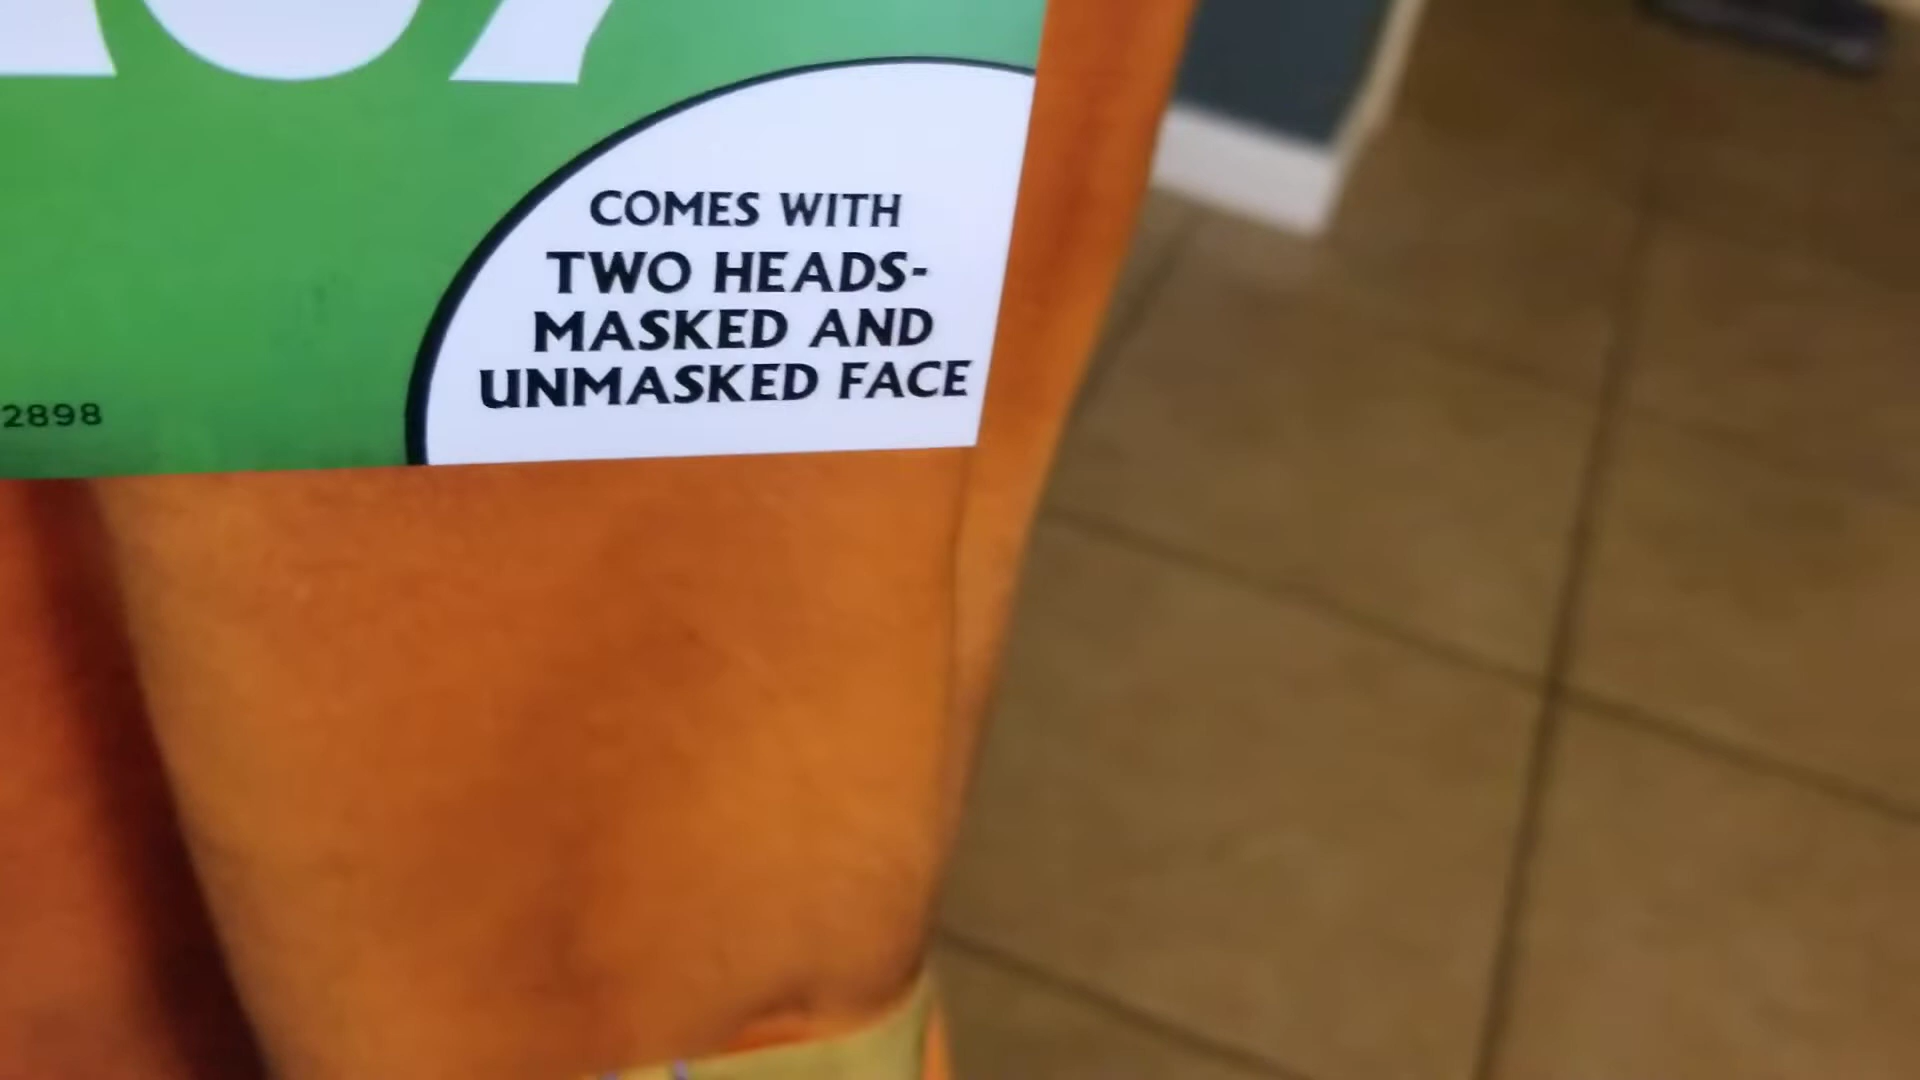 COMES WITH
TWO HEADS-
MASKED AND
UNMASKED FACE
2898